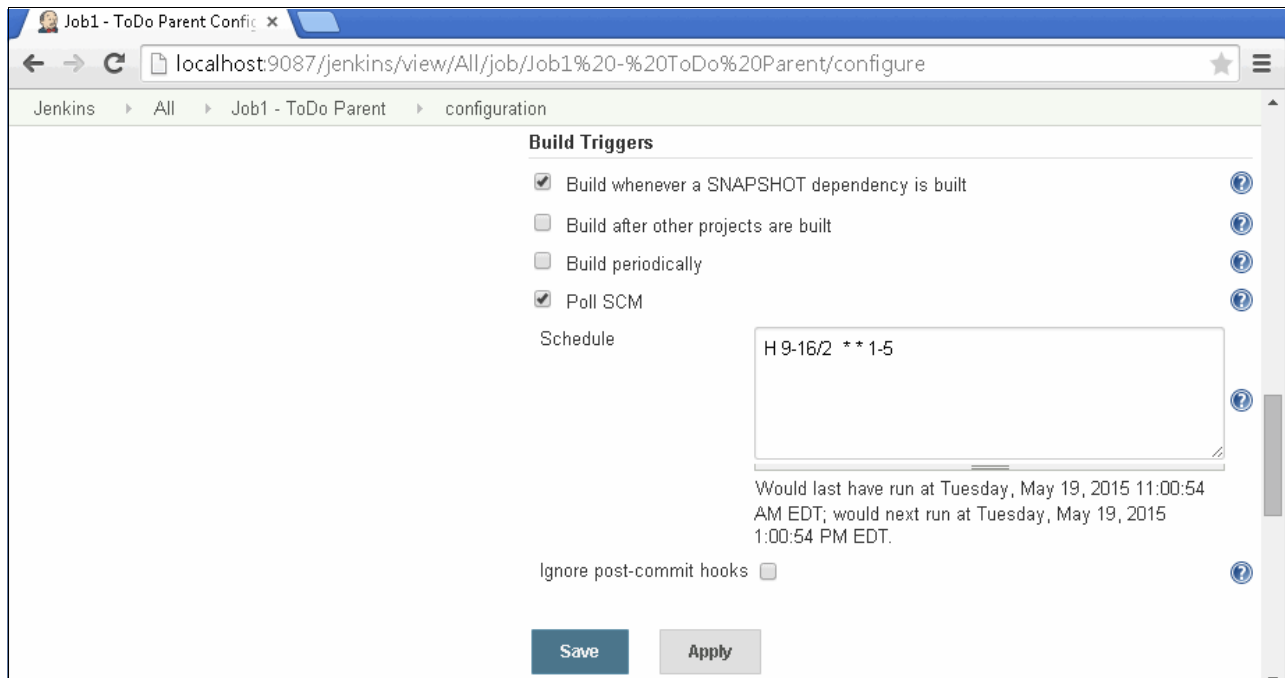 Job1 - ToDo Parent Config
localhost:9087/jenkins/view/All/job/Job1%20-%20ToDo%20Parent/configure
Jenkins All Job1 - ToDo Parent configuration
Build Triggers
Build whenever a SNAPSHOT dependency is built
Build after other projects are built
Build periodically
Poll SCM
Schedule
H 9-16/2  * * 1-5
Would last have run at Tuesday, May 19, 2015 11:00:54
AM EDT; would next run at Tuesday, May 19, 2015
1:00:54 PM EDT.
Ignore post-commit hooks
Save Apply